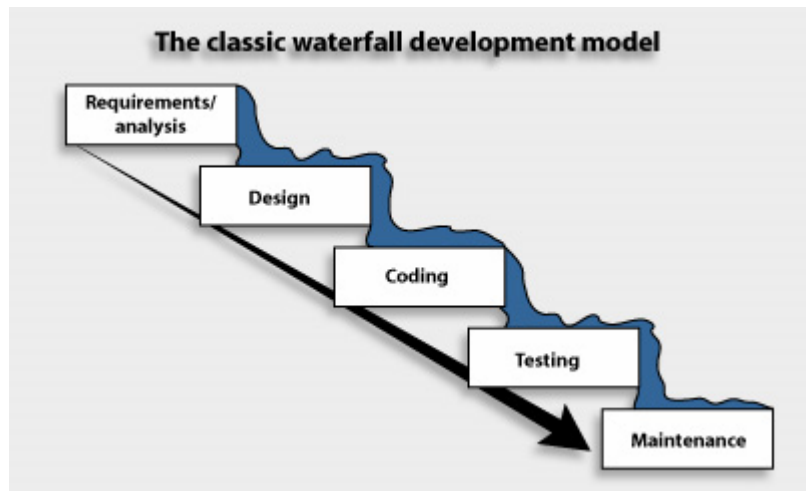 The classic waterfall development model
Requirements/
analysis
Design
Coding
Testing
Maintenance